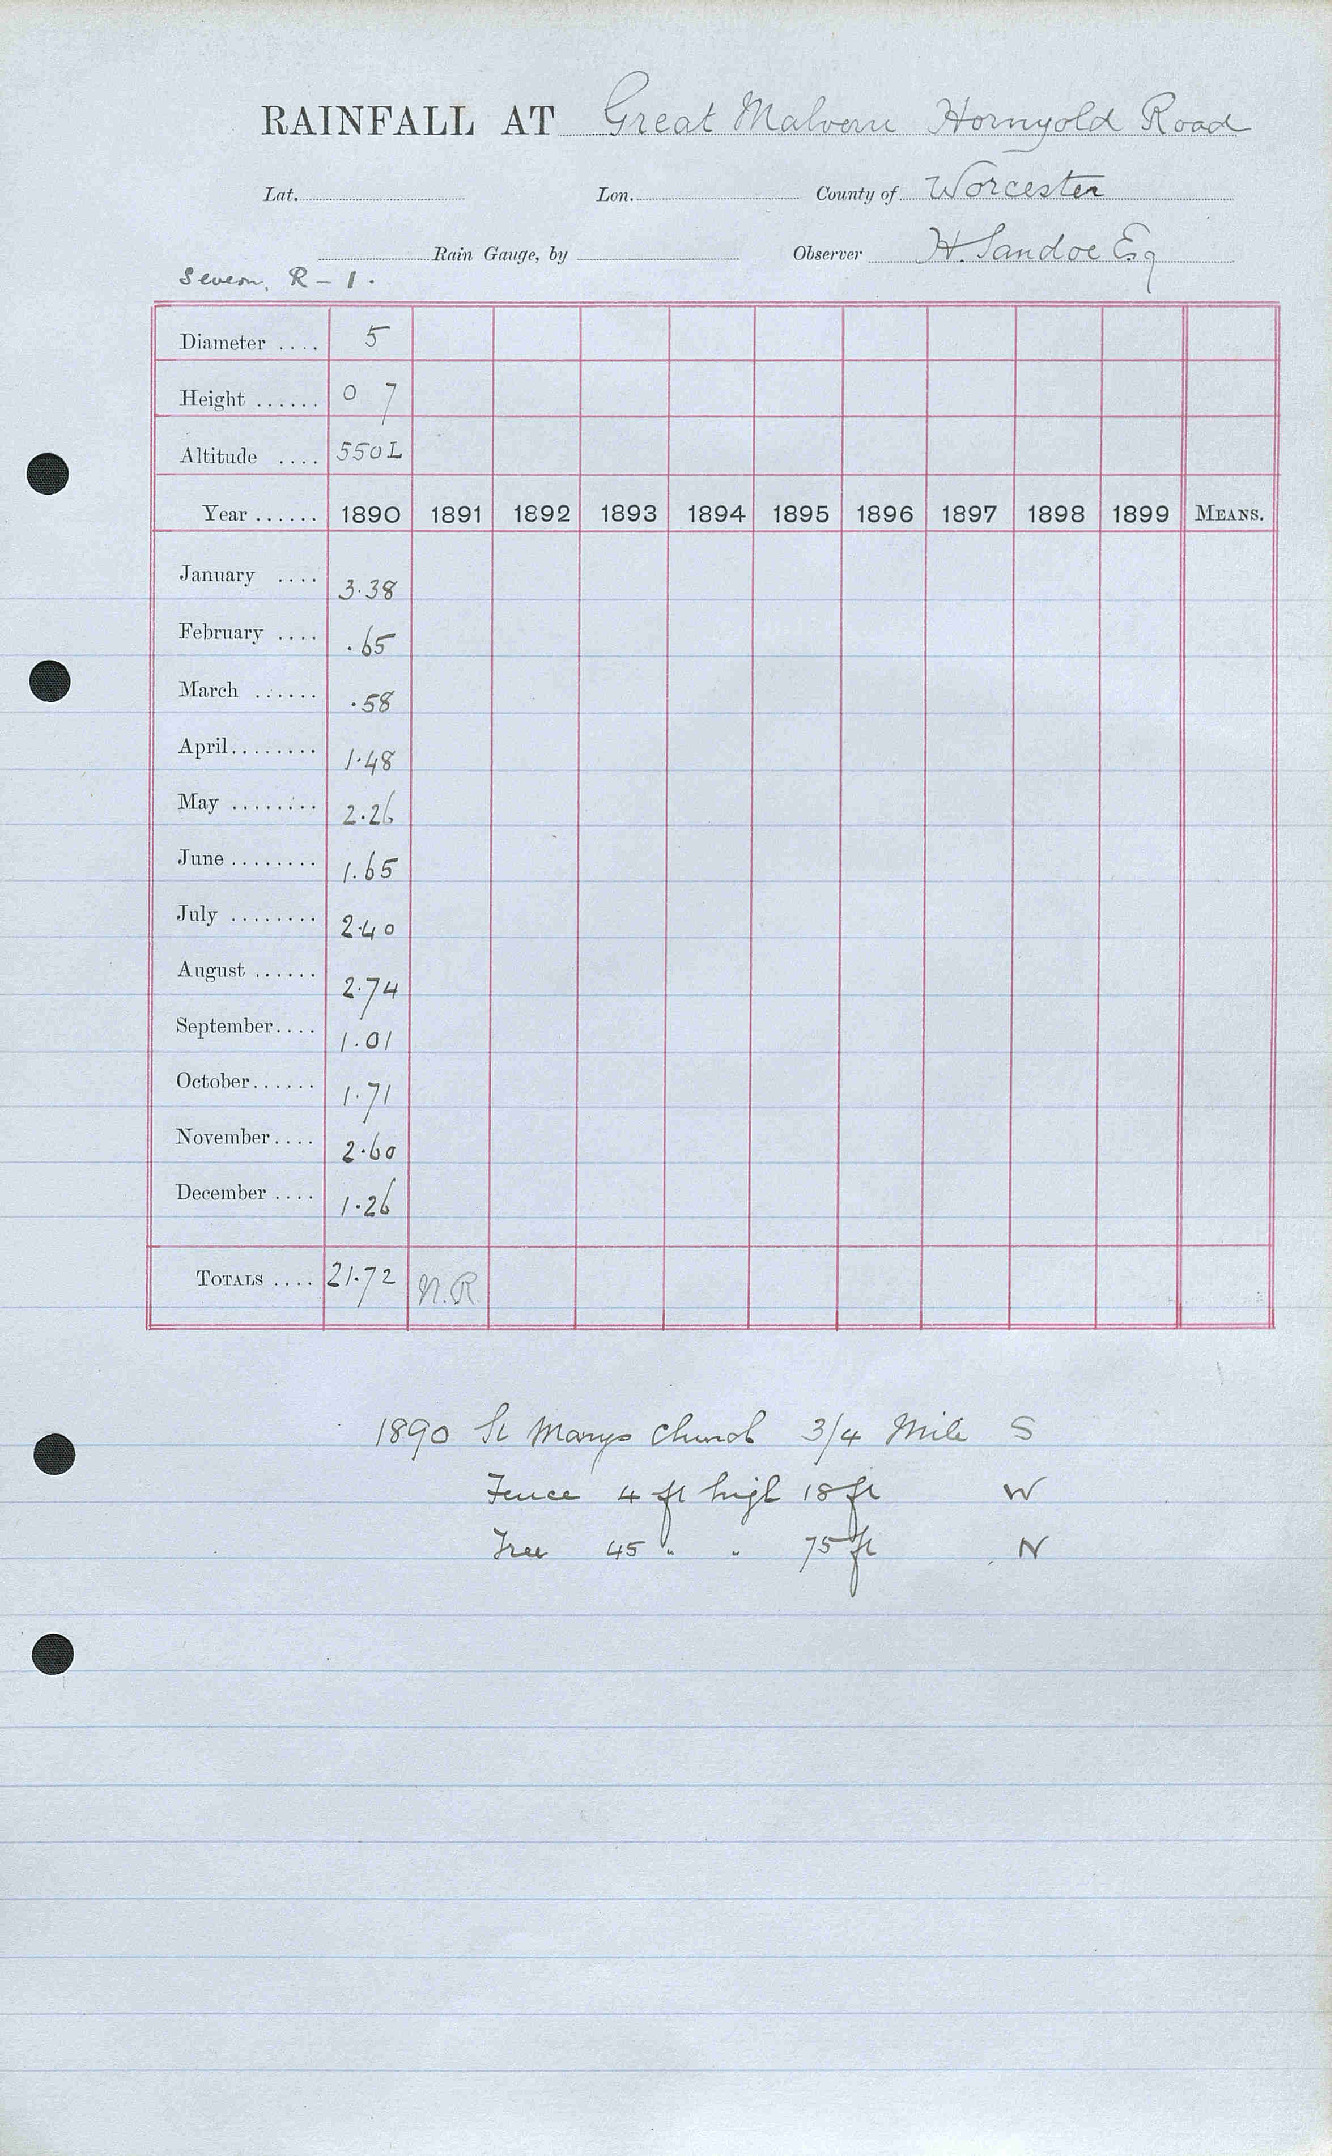 RAINFALL AT Great Malvern Hornyold Road
Lat. Lon. County of Worcester
Rain Gauge, by Observer H. Sandoe Esq
Severn, R - 1.
Diameter .... 5
Height ...... 0 7
Altitude .... 550L
Year ...... 1890 1891 1892 1893 1894 1895 1896 1897 1898 1899 MEANS.
January .... 3.38
February .... .65
March ...... .58
April........ 1.48
May ........ 2.26
June ........ 1.65
July ........ 2.40
August ...... 2.74
September.... 1.01
October...... 1.71
November.... 2.60
December .... 1.26
TOTALS .... 21.72 N.R.
1890 St Marys Church 3/4 Mile S
Fence 4 ft high 18 ft W
Tree 45 " " 75 ft N